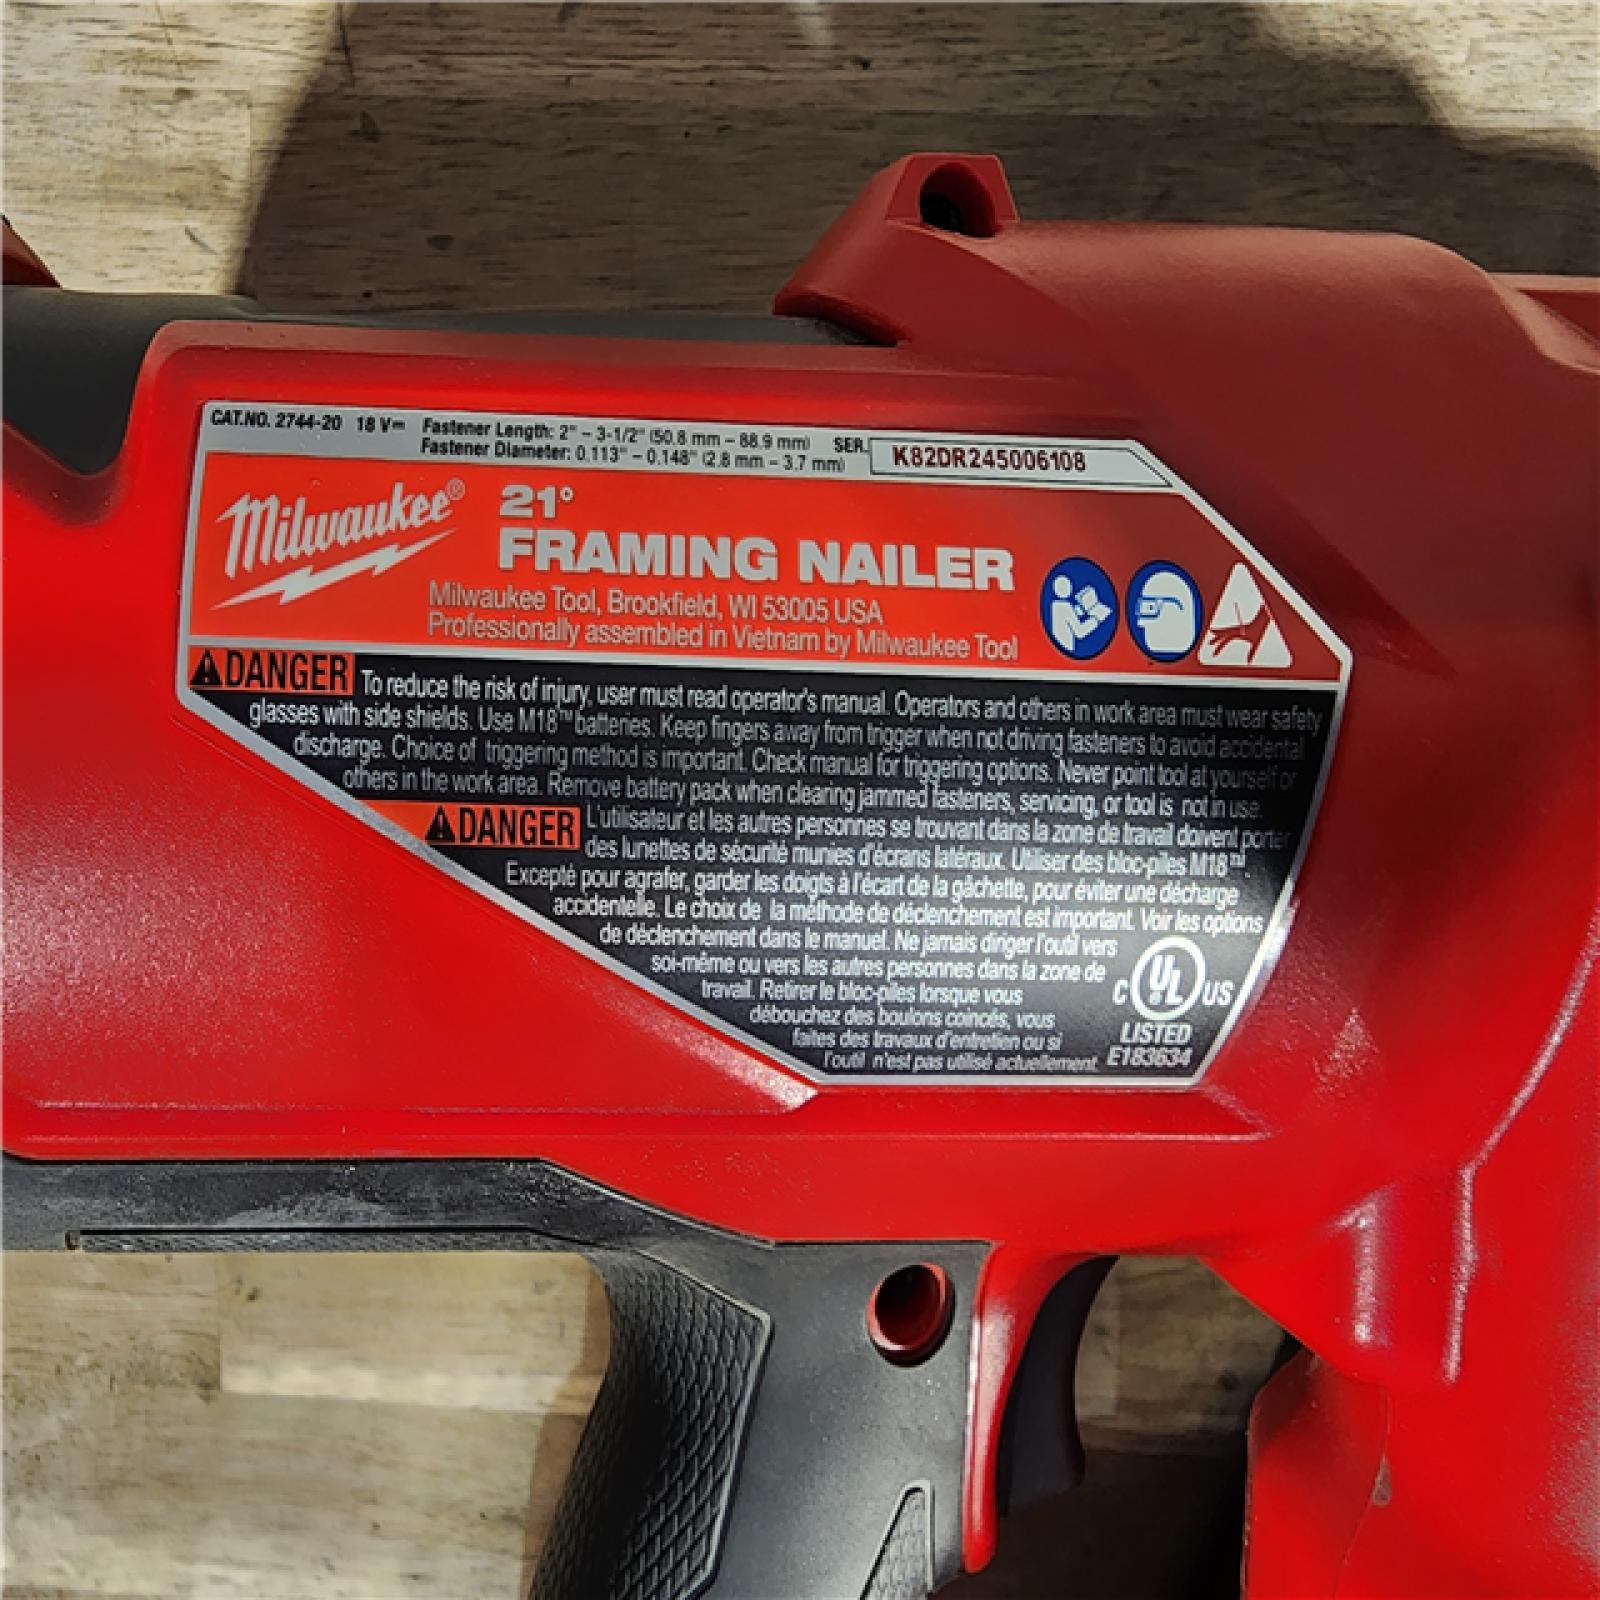 CAT.NO. 2744-20 18 V⎓ Fastener Length: 2" – 3-1/2" (50.8 mm – 88.9 mm) SER. K82DR245006108
Fastener Diameter: 0.113" – 0.148" (2.8 mm – 3.7 mm)
Milwaukee® 21°
FRAMING NAILER
Milwaukee Tool, Brookfield, WI 53005 USA
Professionally assembled in Vietnam by Milwaukee Tool
⚠DANGER To reduce the risk of injury, user must read operator's manual. Operators and others in work area must wear safety
glasses with side shields. Use M18™ batteries. Keep fingers away from trigger when not driving fasteners to avoid accidental
discharge. Choice of triggering method is important. Check manual for triggering options. Never point tool at yourself or
others in the work area. Remove battery pack when clearing jammed fasteners, servicing, or tool is not in use.
⚠DANGER L'utilisateur et les autres personnes se trouvant dans la zone de travail doivent porter
des lunettes de sécurité munies d'écrans latéraux. Utiliser des bloc-piles M18™.
Excepté pour agrafer, garder les doigts à l'écart de la gâchette, pour éviter une décharge
accidentelle. Le choix de la méthode de déclenchement est important. Voir les options
de déclenchement dans le manuel. Ne jamais diriger l'outil vers
soi-même ou vers les autres personnes dans la zone de
travail. Retirer le bloc-piles lorsque vous
débouchez des boulons coincés, vous
faites des travaux d'entretien ou si
l'outil n'est pas utilisé actuellement.
C UL US
LISTED
E183634